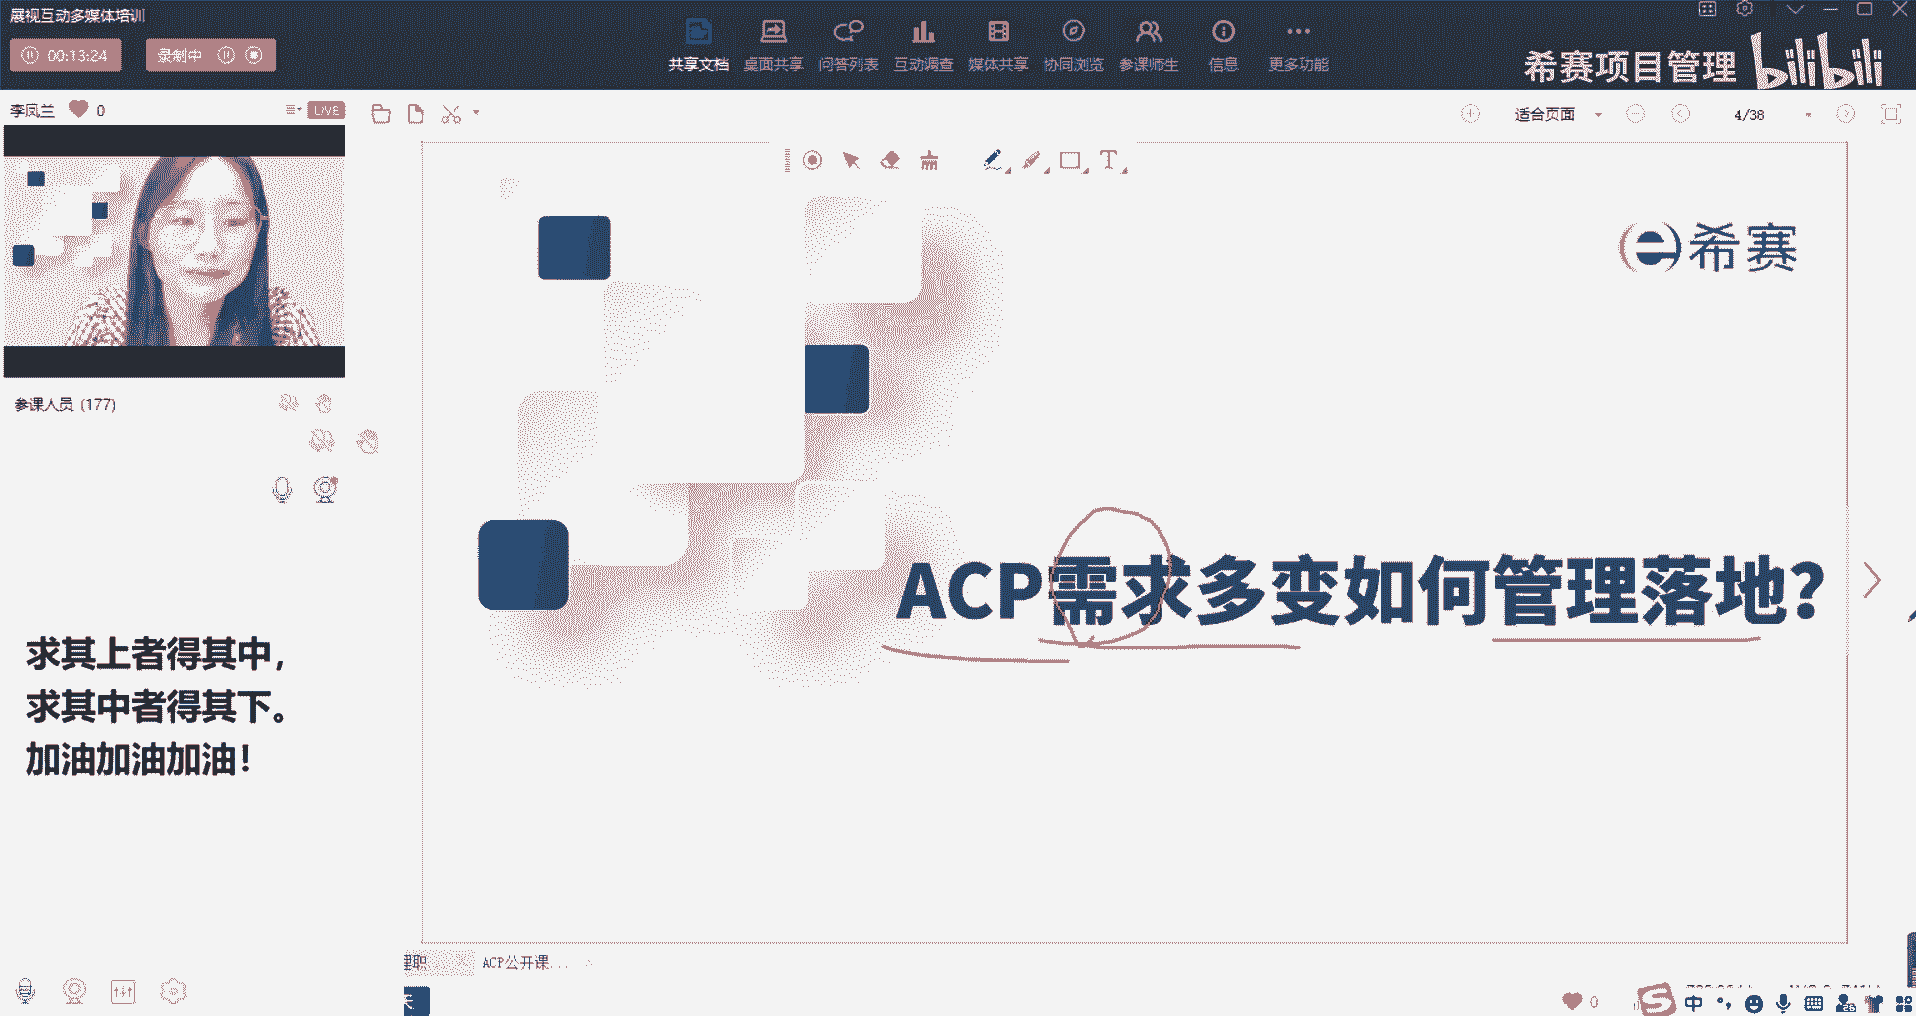 展视互动多媒体培训
00:13:24
录制中
共享文档
桌面共享
问答列表
互动调查
媒体共享
协同浏览
参课师生
信息
更多功能
希赛项目管理
bilibili
李凤兰
0
LIVE
适合页面
4/38
T
e希赛
参课人员 (177)
ACP需求多变如何管理落地?
求其上者得其中,
求其中者得其下。
加油加油加油!
理职
ACP公开课...
天
0
S
中